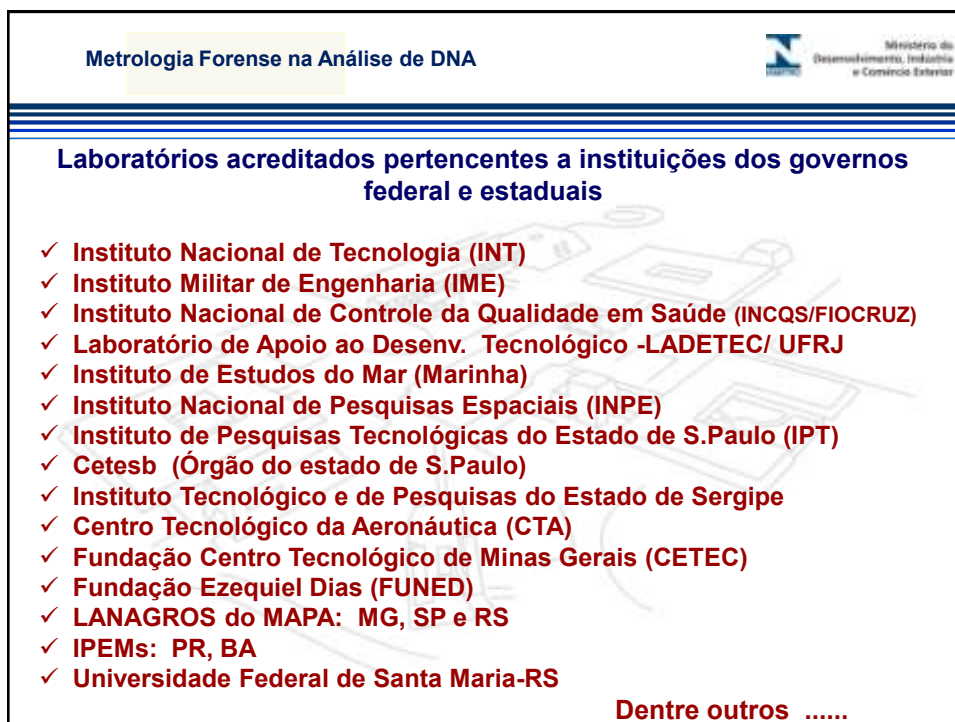 Metrologia Forense na Análise de DNA
Ministério do
Desenvolvimento, Indústria
e Comércio Exterior
Laboratórios acreditados pertencentes a instituições dos governos
federal e estaduais
✓ Instituto Nacional de Tecnologia (INT)
✓ Instituto Militar de Engenharia (IME)
✓ Instituto Nacional de Controle da Qualidade em Saúde (INCQS/FIOCRUZ)
✓ Laboratório de Apoio ao Desenv. Tecnológico -LADETEC/ UFRJ
✓ Instituto de Estudos do Mar (Marinha)
✓ Instituto Nacional de Pesquisas Espaciais (INPE)
✓ Instituto de Pesquisas Tecnológicas do Estado de S.Paulo (IPT)
✓ Cetesb (Órgão do estado de S.Paulo)
✓ Instituto Tecnológico e de Pesquisas do Estado de Sergipe
✓ Centro Tecnológico da Aeronáutica (CTA)
✓ Fundação Centro Tecnológico de Minas Gerais (CETEC)
✓ Fundação Ezequiel Dias (FUNED)
✓ LANAGROS do MAPA: MG, SP e RS
✓ IPEMs: PR, BA
✓ Universidade Federal de Santa Maria-RS
Dentre outros ......